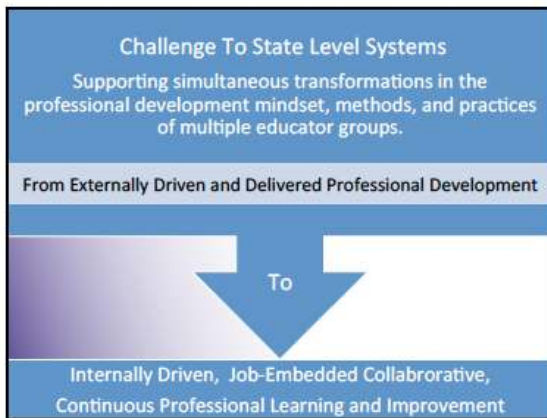 Challenge To State Level Systems
Supporting simultaneous transformations in the
professional development mindset, methods, and practices
of multiple educator groups.
From Externally Driven and Delivered Professional Development
To
Internally Driven, Job-Embedded Collabrorative,
Continuous Professional Learning and Improvement